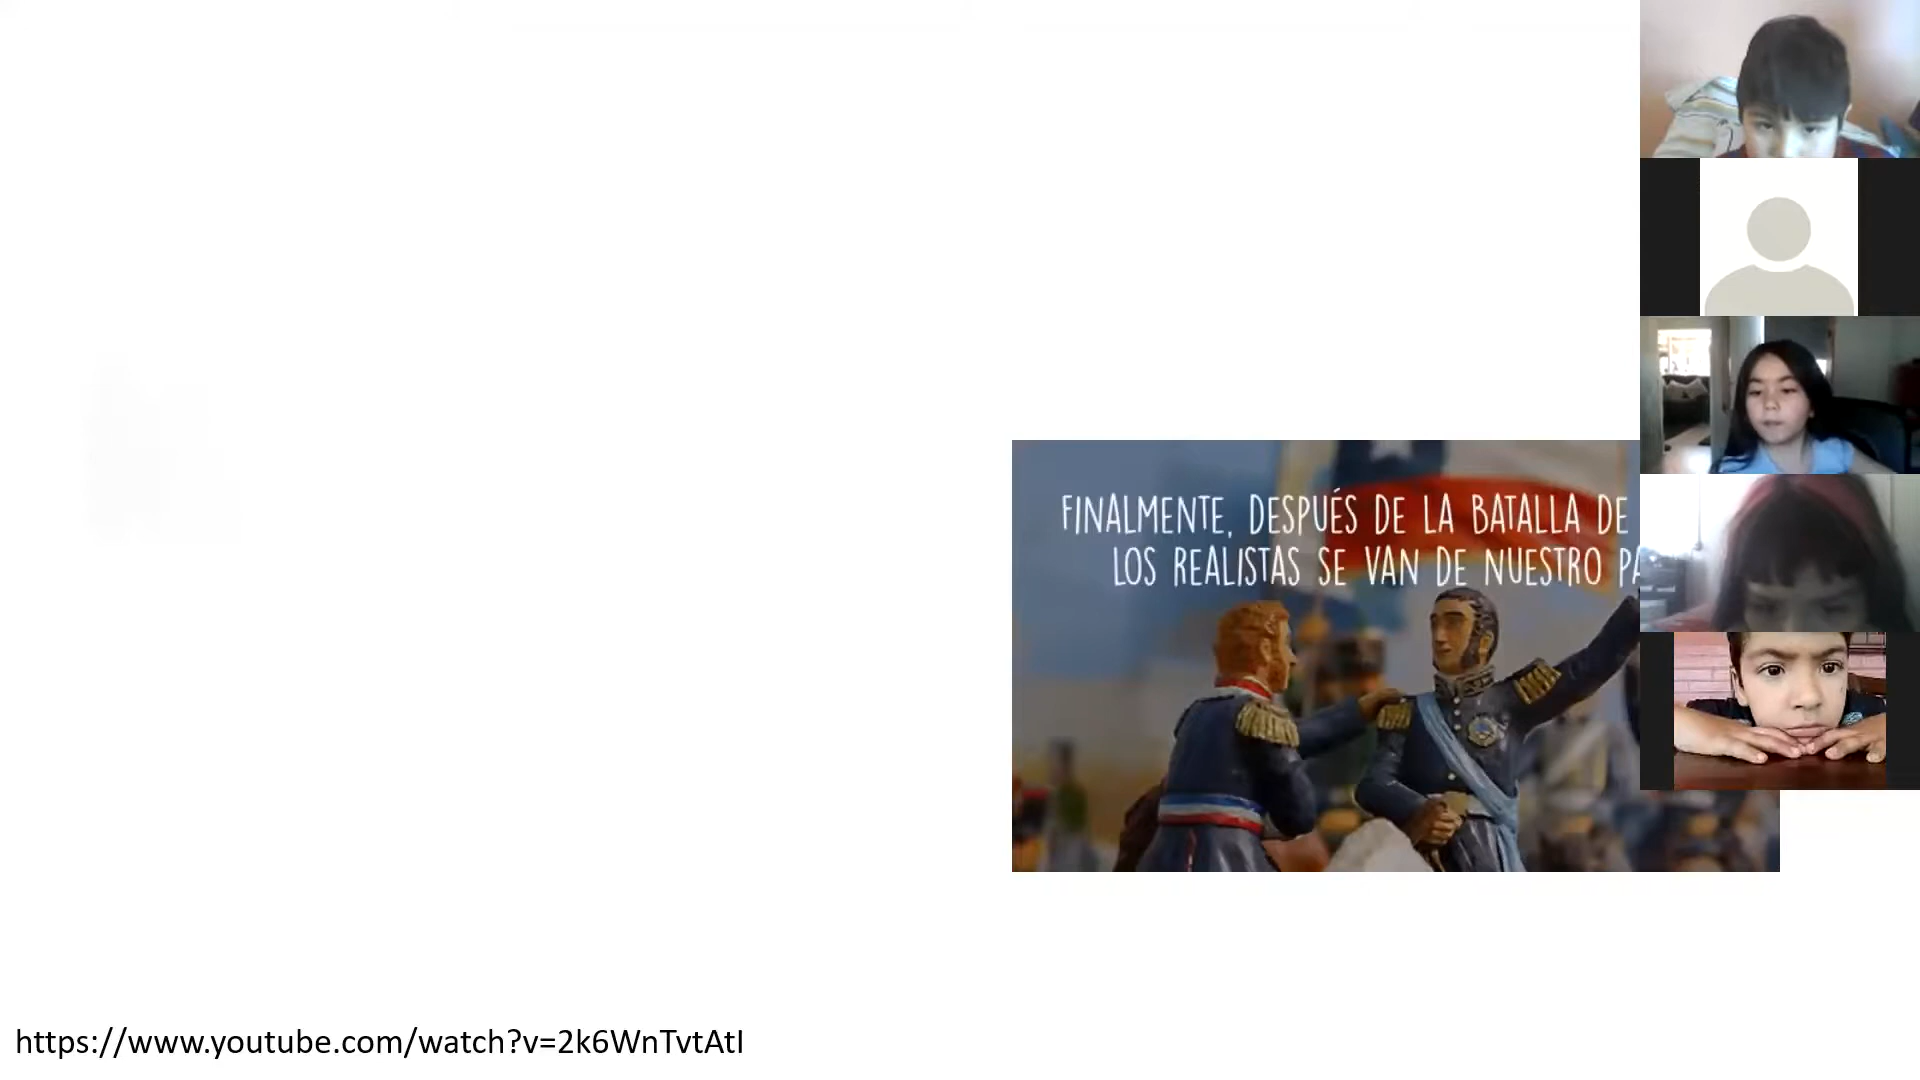 FINALMENTE, DESPUÉS DE LA BATALLA DE
LOS REALISTAS SE VAN DE NUESTRO
https://www.youtube.com/watch?v=2k6WnTvtAtI